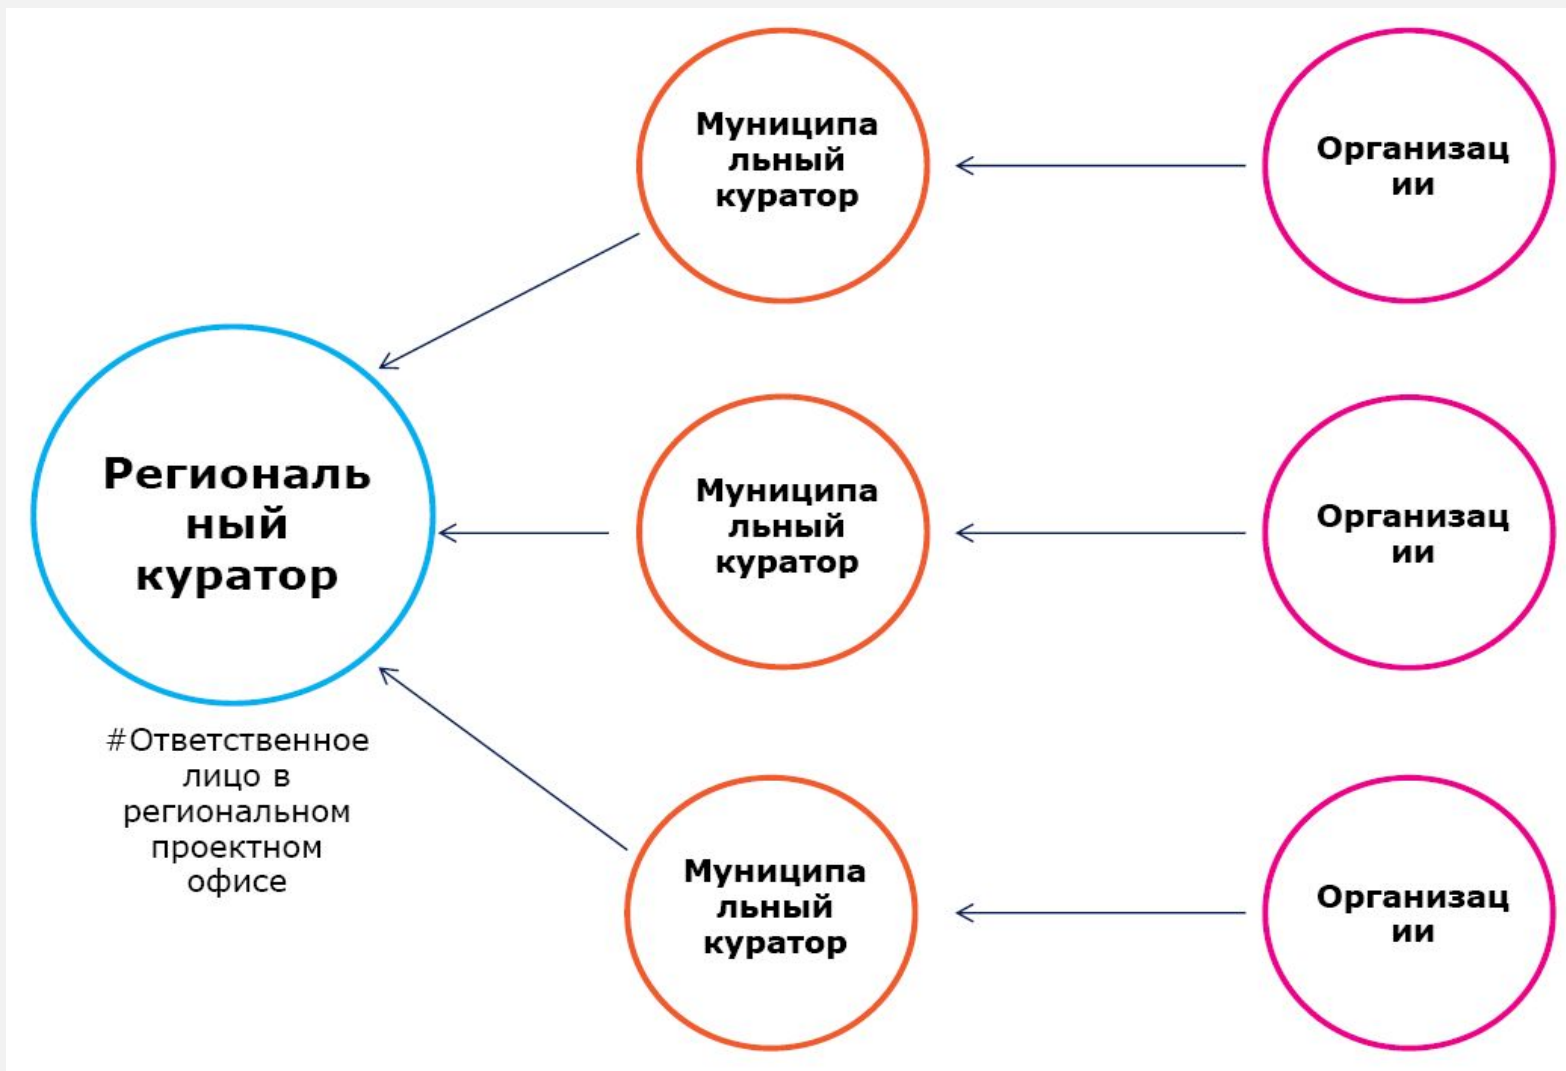 Муниципа
льный
куратор
Организац
ии
Региональ
ный
куратор
Муниципа
льный
куратор
Организац
ии
#Ответственное
лицо в
региональном
проектном
офисе
Муниципа
льный
куратор
Организац
ии